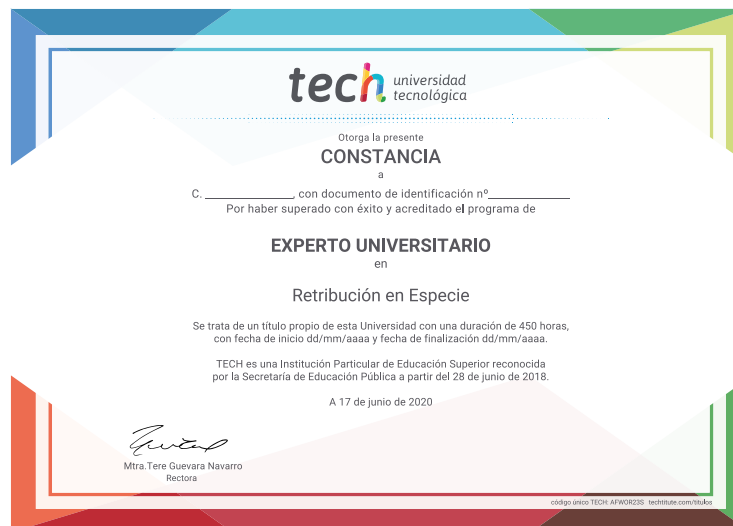 tech universidad
tecnológica
Otorga la presente
CONSTANCIA
a
C. ______________, con documento de identificación nº______________
Por haber superado con éxito y acreditado el programa de
EXPERTO UNIVERSITARIO
en
Retribución en Especie
Se trata de un título propio de esta Universidad con una duración de 450 horas,
con fecha de inicio dd/mm/aaaa y fecha de finalización dd/mm/aaaa.
TECH es una Institución Particular de Educación Superior reconocida
por la Secretaría de Educación Pública a partir del 28 de junio de 2018.
A 17 de junio de 2020
Mtra.Tere Guevara Navarro
Rectora
código único TECH: AFWOR23S techtitute.com/titulos